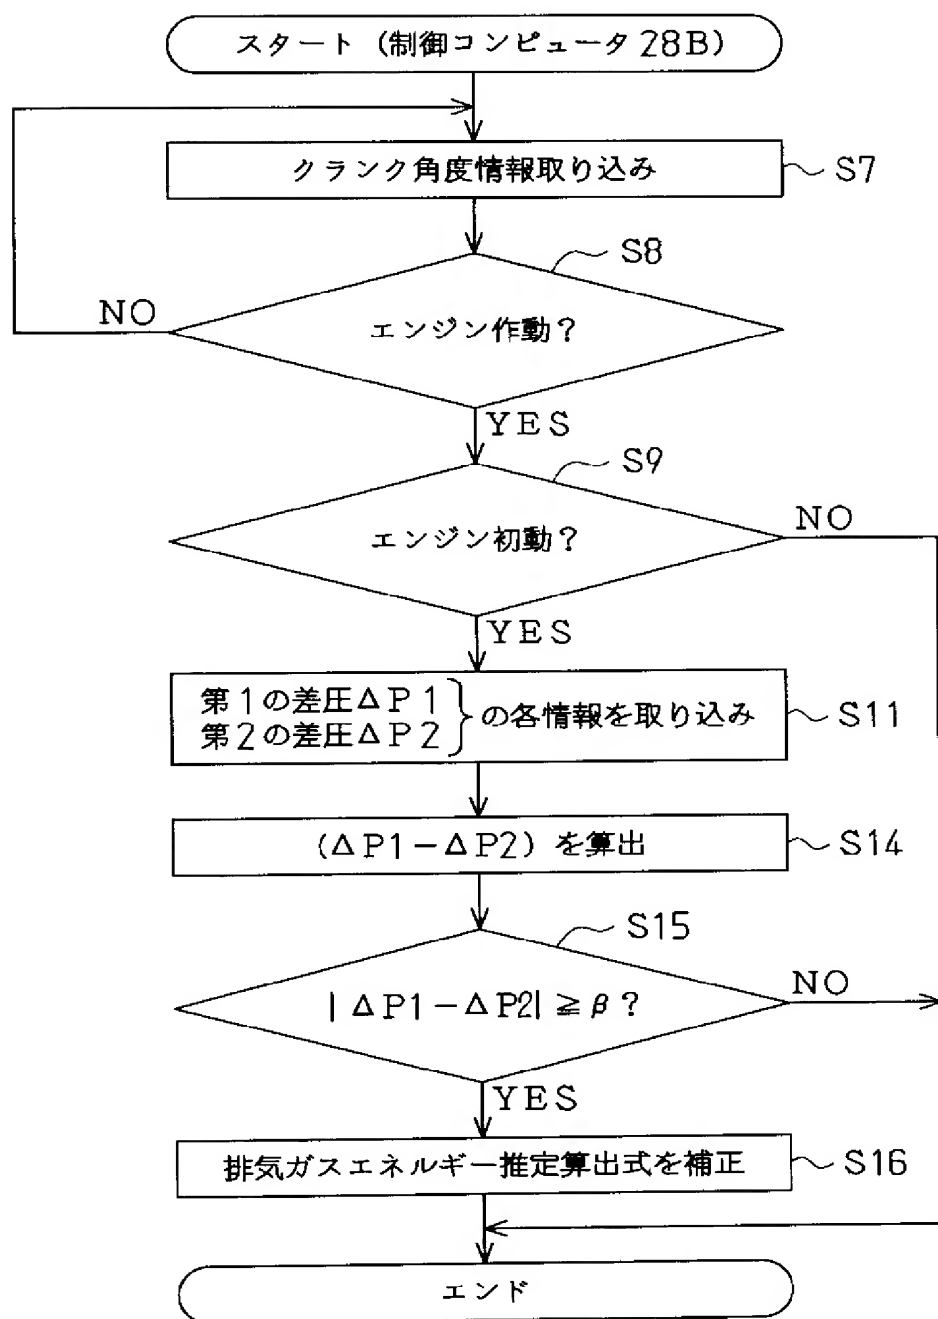 スタート（制御コンピュータ28B）
クランク角度情報取り込み
S7
S8
エンジン作動？
NO
YES
S9
エンジン初動？
NO
YES
第1の差圧ΔP1
第2の差圧ΔP2
の各情報を取り込み
S11
（ΔP1－ΔP2）を算出
S14
S15
｜ΔP1－ΔP2｜≧β？
NO
YES
排気ガスエネルギー推定算出式を補正
S16
エンド